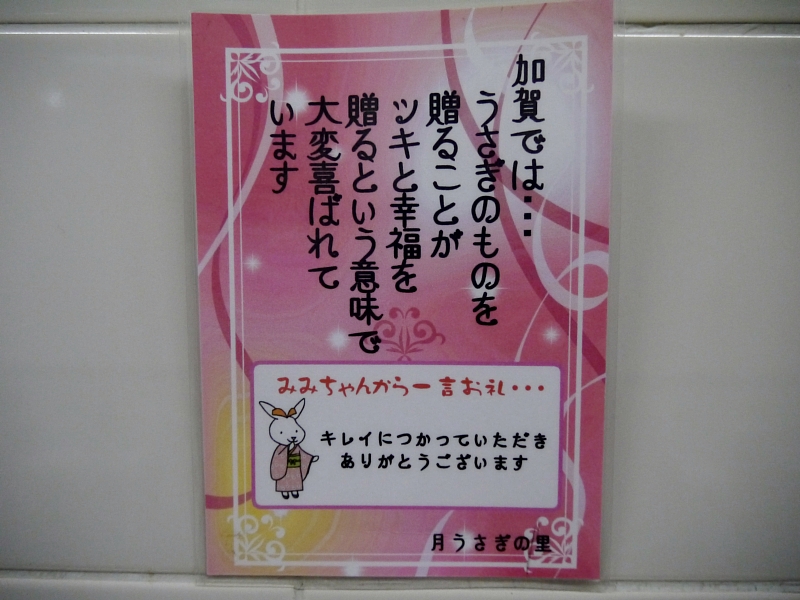 加賀では・・・
うさぎのものを
贈ることが
ツキと幸福を
贈るという意味で
大変喜ばれて
います
みみちゃんから一言お礼・・・
キレイにつかっていただき
ありがとうございます
月うさぎの里